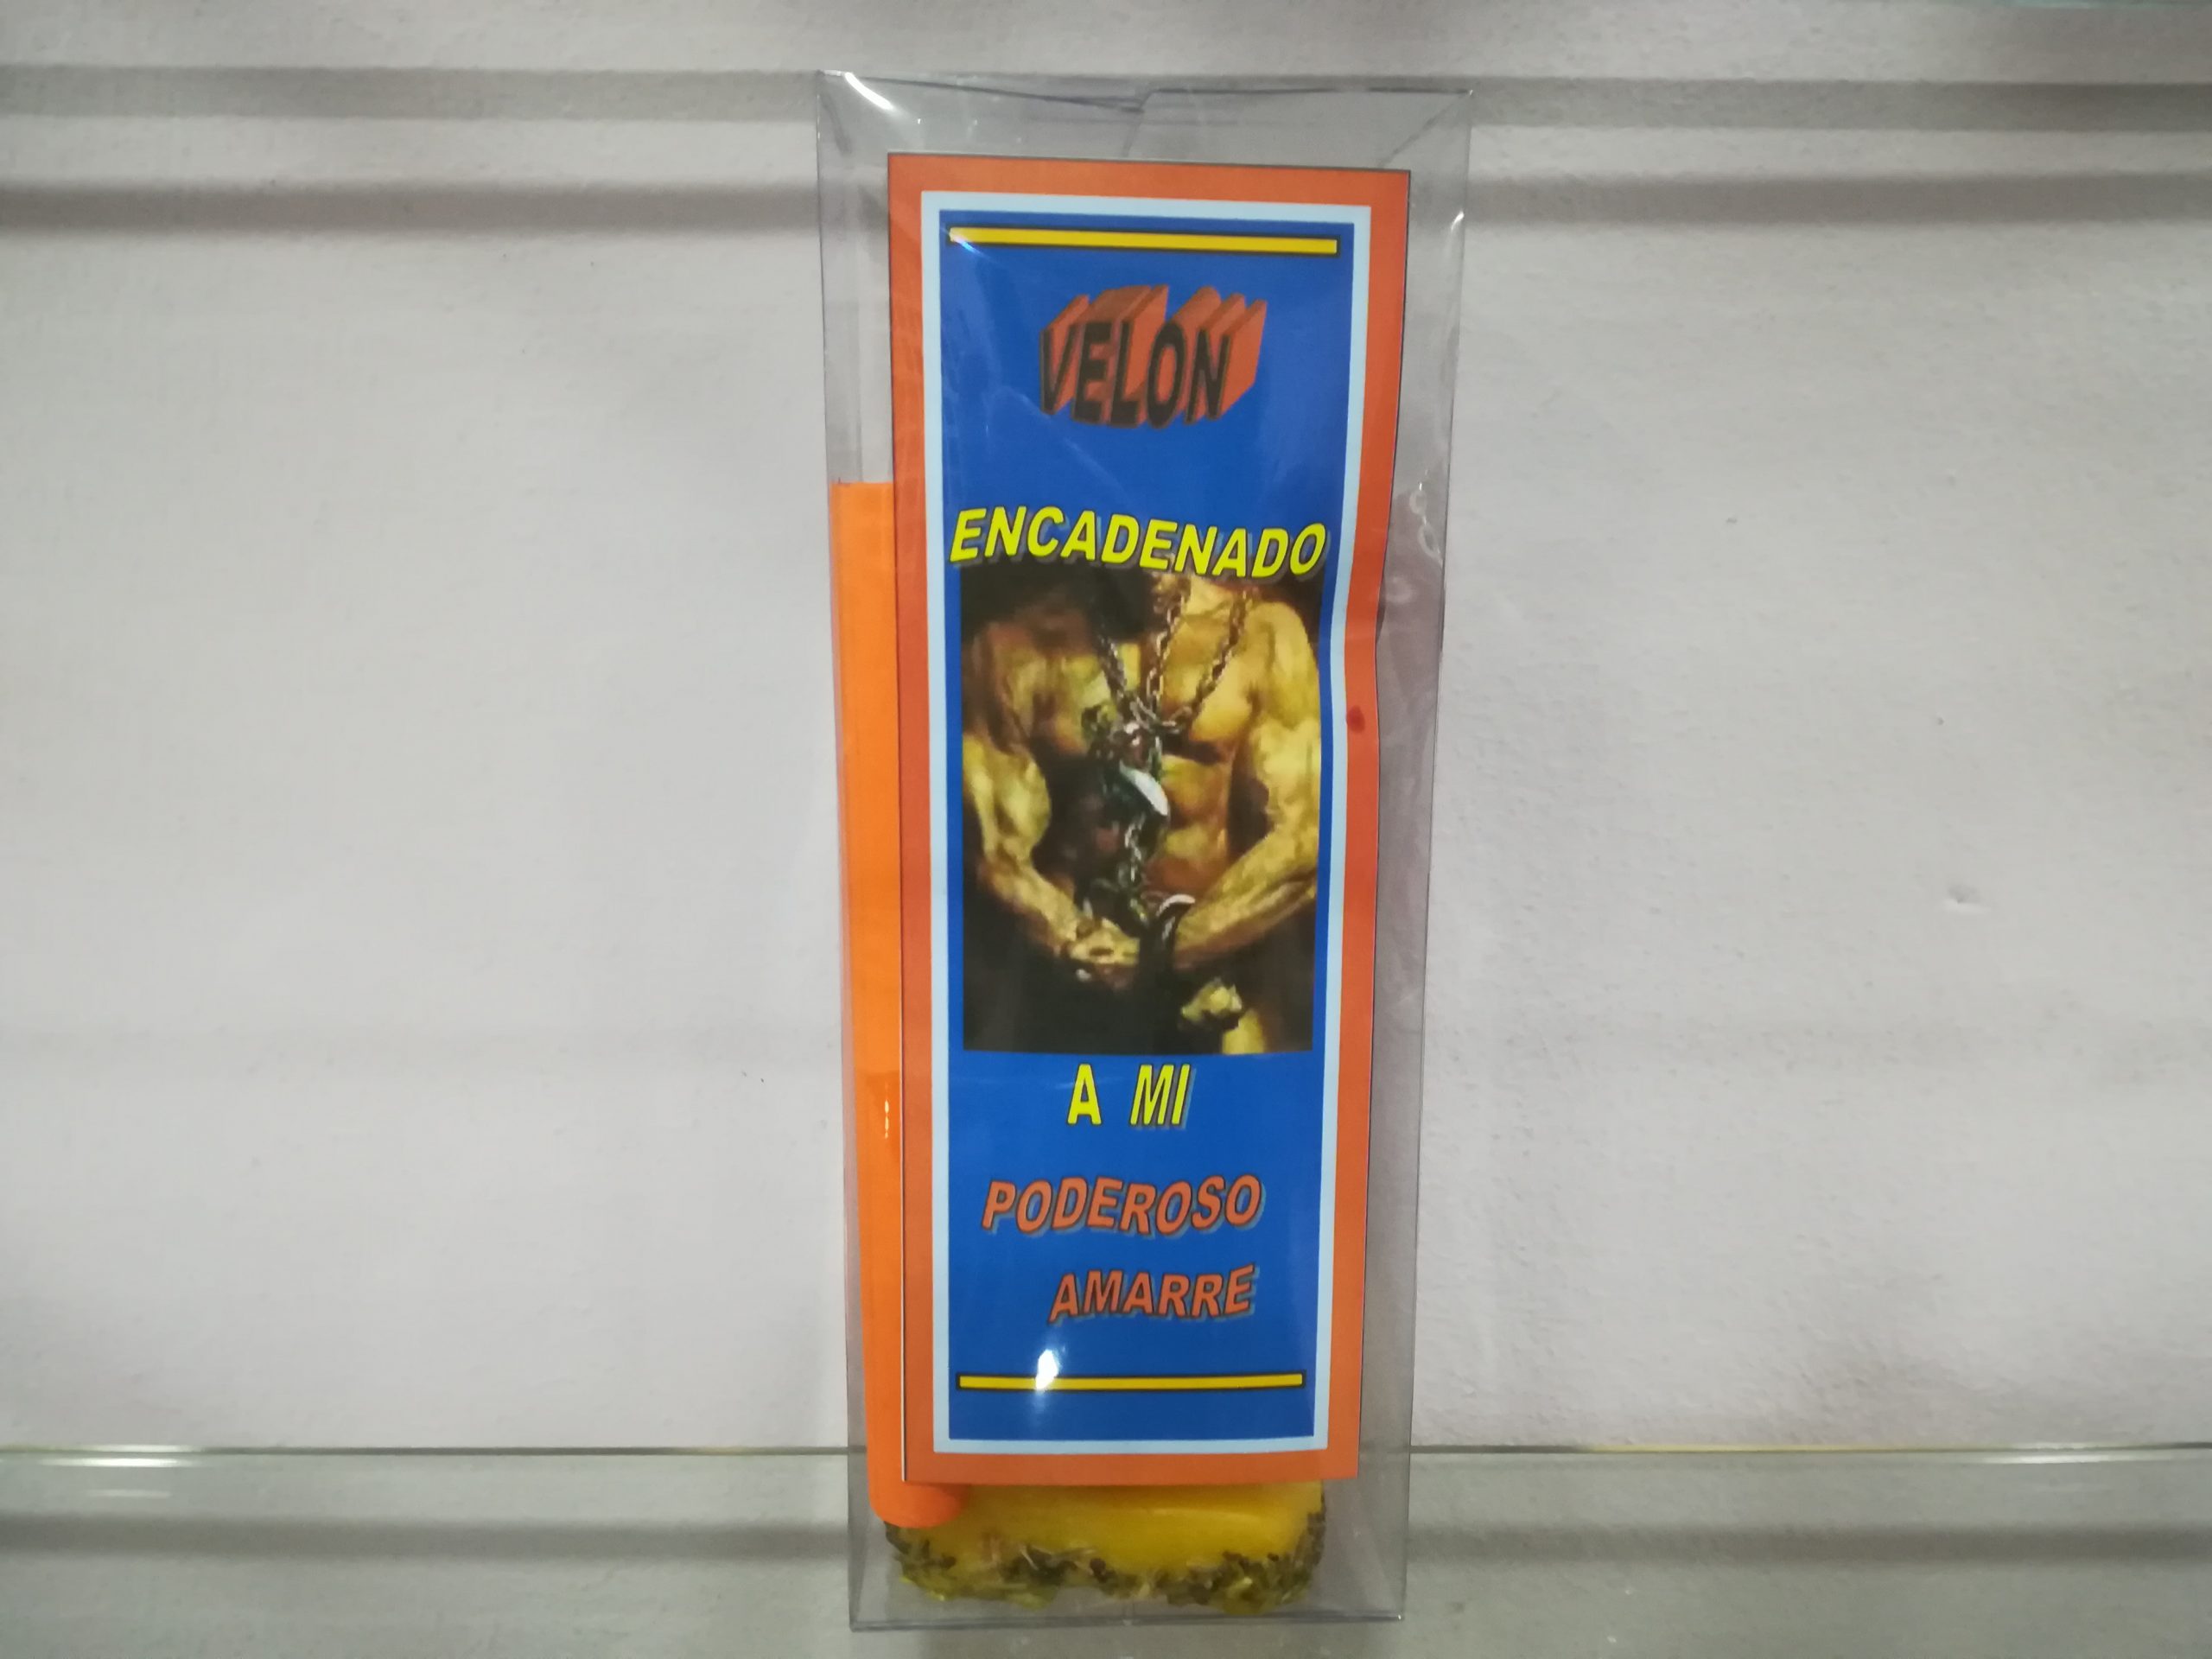 VELON
ENCADENADO
A MI
PODEROSO
AMARRE